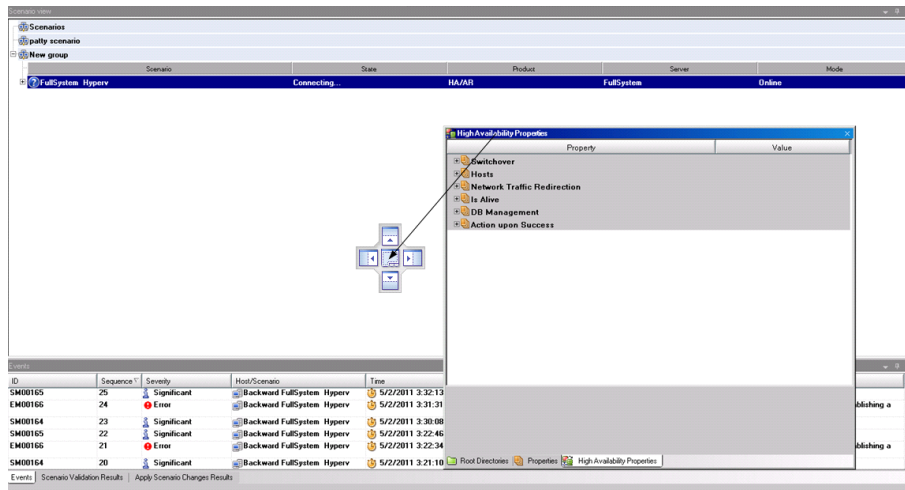 Scenario view
Scenarios
patty scenario
New group
Scenario State Product Server Mode
FullSystem Hyperv Connecting... HA/AR FullSystem Online
High Availability Properties
Property Value
Switchover
Hosts
Network Traffic Redirection
Is Alive
DB Management
Action upon Success
Events
ID Sequence Severity Host/Scenario Time
SM00165 25 Significant Backward FullSystem Hyperv 5/2/2011 3:32:13
EM00166 24 Error Backward FullSystem Hyperv 5/2/2011 3:31:31 blishing a
SM00164 23 Significant Backward FullSystem Hyperv 5/2/2011 3:30:08
SM00165 22 Significant Backward FullSystem Hyperv 5/2/2011 3:22:46
EM00166 21 Error Backward FullSystem Hyperv 5/2/2011 3:22:34 blishing a
SM00164 20 Significant Backward FullSystem Hyperv 5/2/2011 3:21:10
Root Directories Properties High Availability Properties
Events Scenario Validation Results Apply Scenario Changes Results